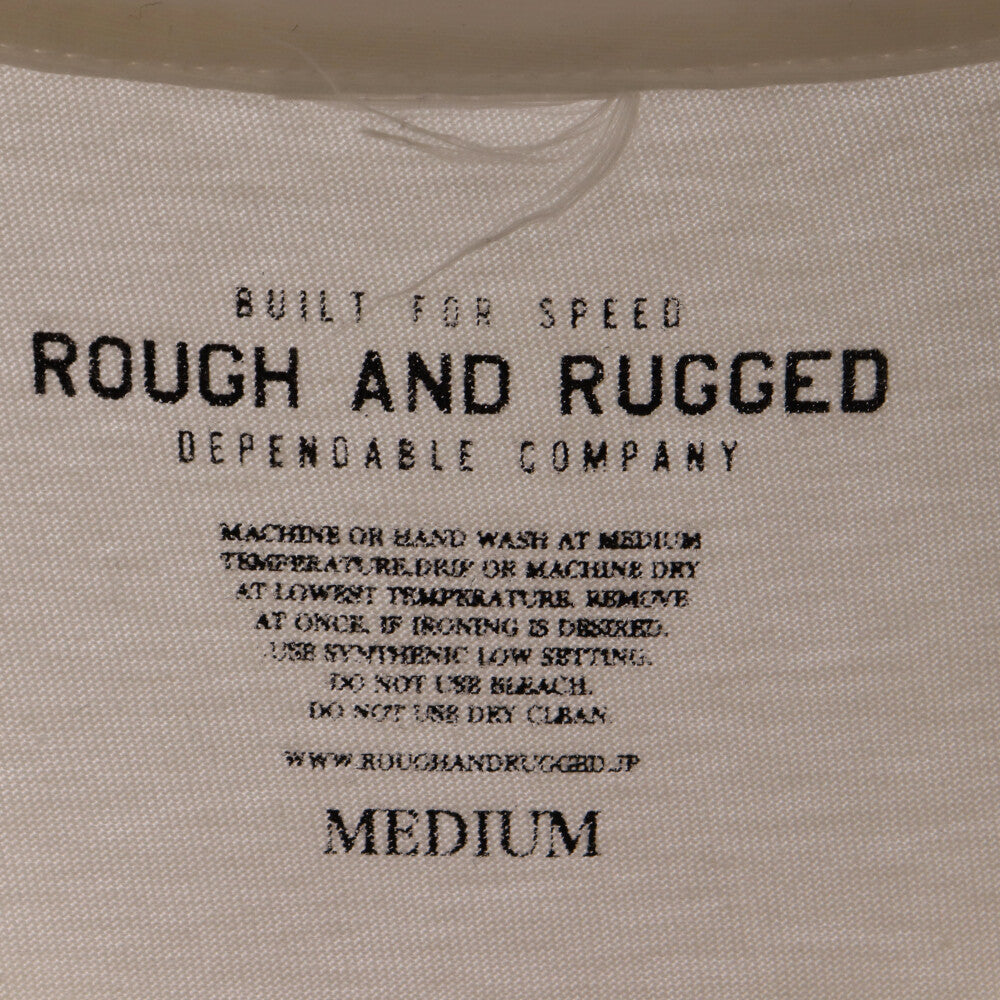 BUILT FOR SPEED
ROUGH AND RUGGED
DEPENDABLE COMPANY
MACHINE OR HAND WASH AT MEDIUM
TEMPERATURE.DRIP OR MACHINE DRY
AT LOWEST TEMPERATURE. REMOVE
AT ONCE. IF IRONING IS DESIXED.
USE SYNTHENIC LOW SETTING.
DO NOT USE BLEACH.
DO NOT USE DRY CLEAN.
WWW.ROUGHANDRUGGED.JP
MEDIUM